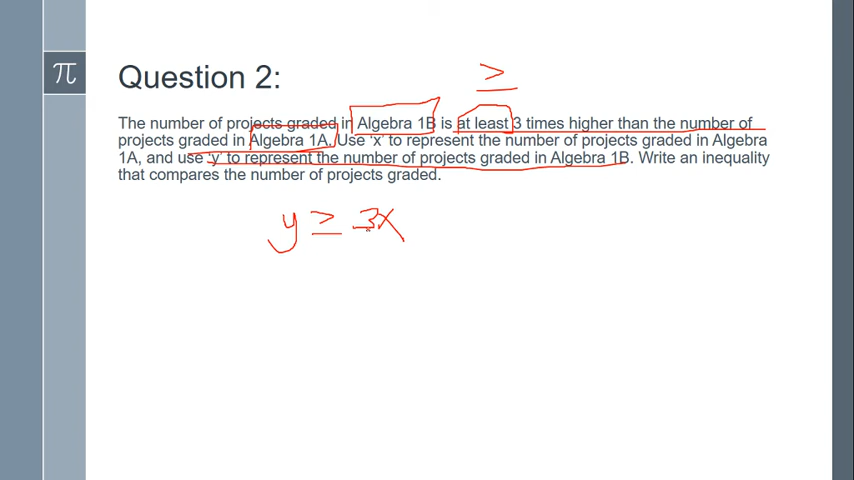 π
Question 2:
≥
The number of projects graded in Algebra 1B is at least 3 times higher than the number of
projects graded in Algebra 1A. Use ‘x’ to represent the number of projects graded in Algebra
1A, and use ‘y’ to represent the number of projects graded in Algebra 1B. Write an inequality
that compares the number of projects graded.
y ≥ 3x